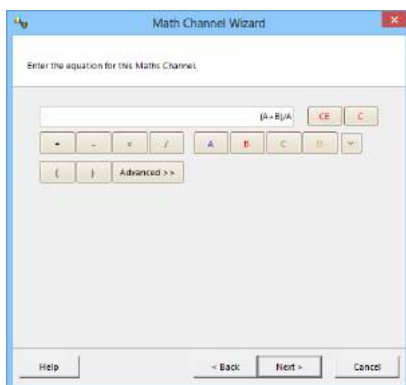 Math Channel Wizard
Enter the equation for this Maths Channel.
(A - B)/A CE C
+ - × / A B C D
( ) Advanced >>
Help < Back Next > Cancel